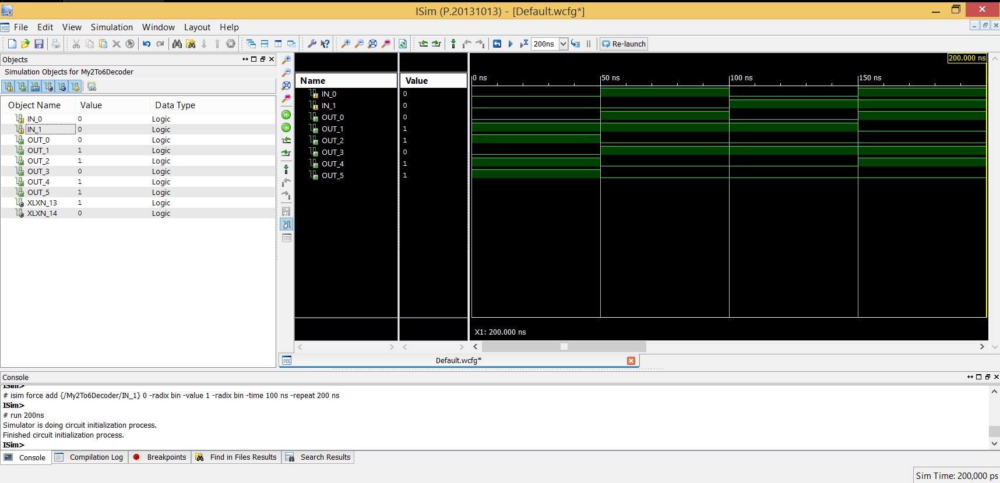 ISim (P.20131013) - [Default.wcfg*]
File Edit View Simulation Window Layout Help
200ns Re-launch
Objects
Simulation Objects for My2To6Decoder
Object Name Value Data Type
IN_0 0 Logic
IN_1 0 Logic
OUT_0 0 Logic
OUT_1 1 Logic
OUT_2 1 Logic
OUT_3 0 Logic
OUT_4 1 Logic
OUT_5 1 Logic
XLXN_13 1 Logic
XLXN_14 0 Logic
200.000 ns
Name Value 0 ns 50 ns 100 ns 150 ns
IN_0 0
IN_1 0
OUT_0 0
OUT_1 1
OUT_2 1
OUT_3 0
OUT_4 1
OUT_5 1
X1: 200.000 ns
Default.wcfg*
Console
ISim>
# isim force add {/My2To6Decoder/IN_1} 0 -radix bin -value 1 -radix bin -time 100 ns -repeat 200 ns
ISim>
# run 200ns
Simulator is doing circuit initialization process.
Finished circuit initialization process.
ISim>
Console Compilation Log Breakpoints Find in Files Results Search Results
Sim Time: 200,000 ps